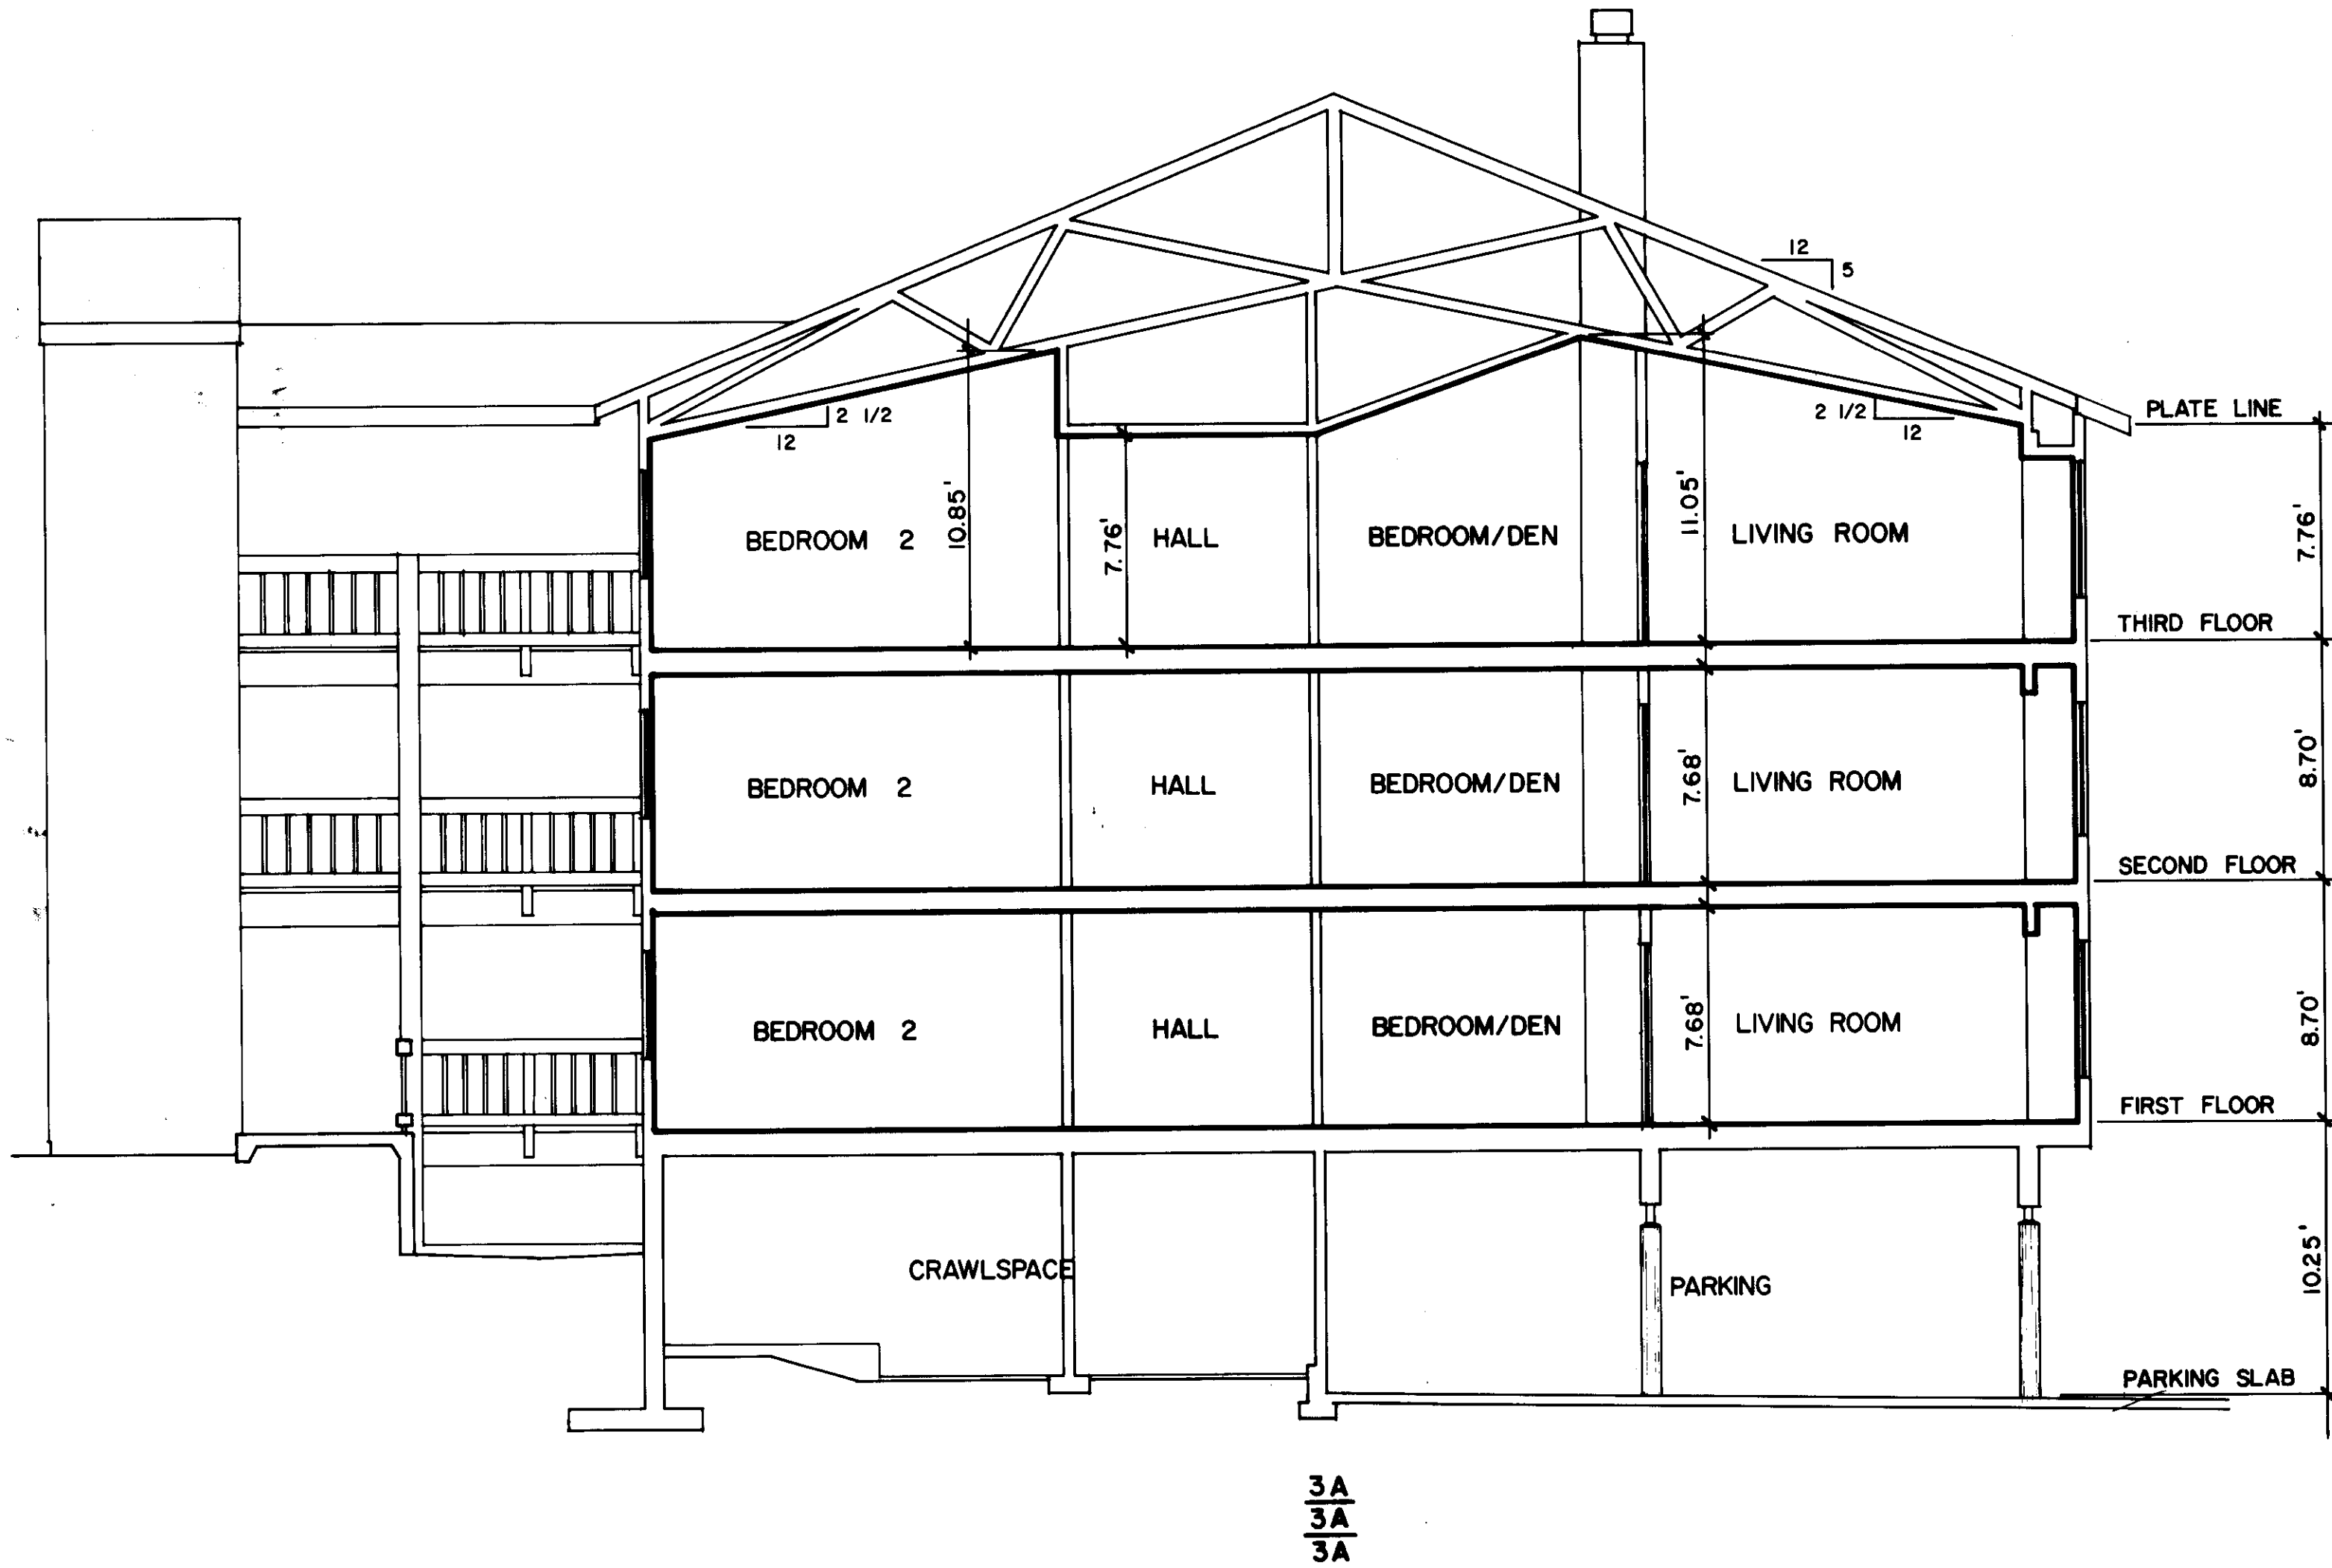 12
5
2 1/2
12
2 1/2
12
PLATE LINE
10.85'
7.76'
11.05'
7.76'
BEDROOM 2
HALL
BEDROOM/DEN
LIVING ROOM
THIRD FLOOR
BEDROOM 2
HALL
BEDROOM/DEN
7.68'
LIVING ROOM
8.70'
SECOND FLOOR
BEDROOM 2
HALL
BEDROOM/DEN
7.68'
LIVING ROOM
8.70'
FIRST FLOOR
CRAWLSPACE
PARKING
10.25'
PARKING SLAB
3A
3A
3A